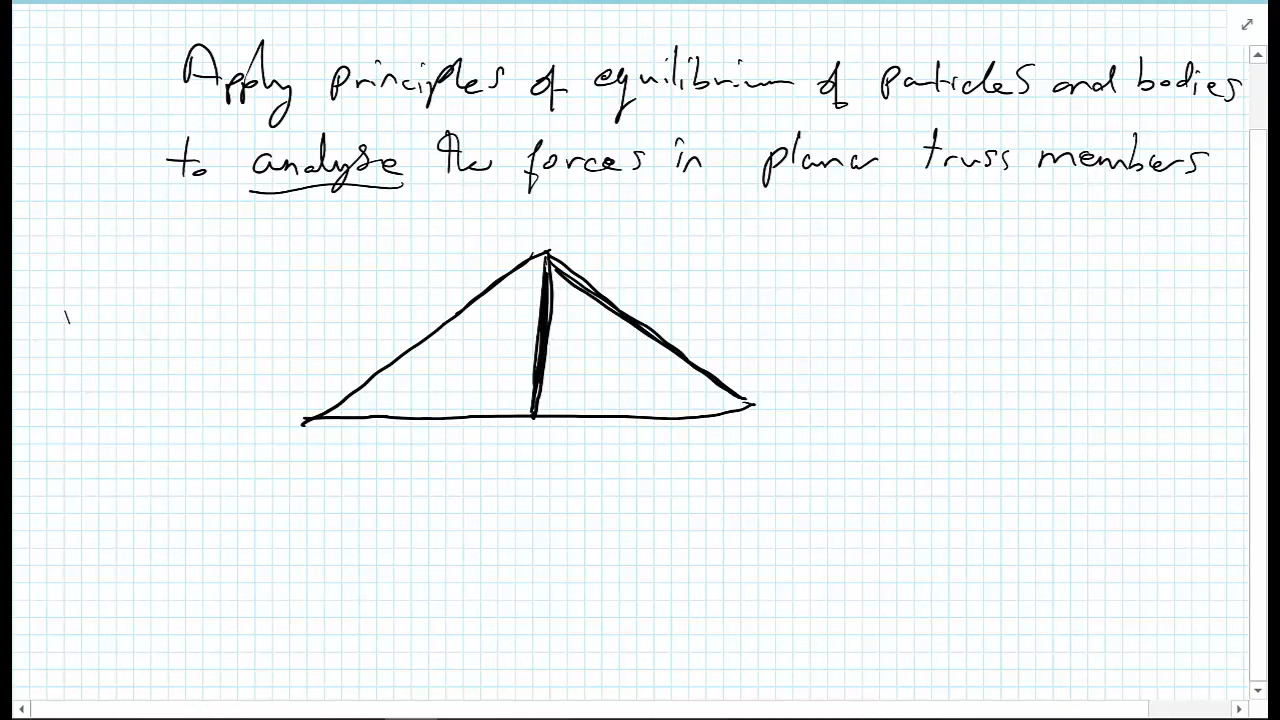 Apply principles of equilibrium of particles and bodies
to analyse the forces in planar truss members